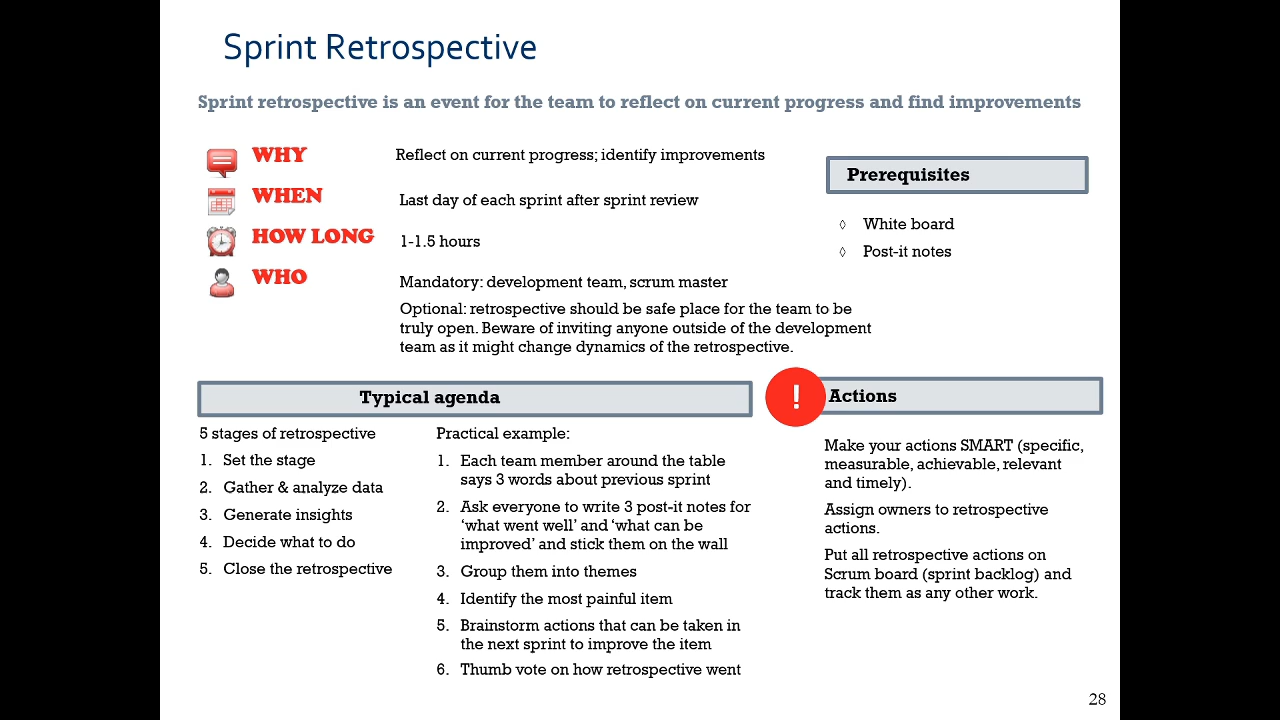 Sprint Retrospective
Sprint retrospective is an event for the team to reflect on current progress and find improvements
WHY
Reflect on current progress; identify improvements
WHEN
Last day of each sprint after sprint review
HOW LONG
1-1.5 hours
WHO
Mandatory: development team, scrum master
Optional: retrospective should be safe place for the team to be
truly open. Beware of inviting anyone outside of the development
team as it might change dynamics of the retrospective.
Prerequisites
◊ White board
◊ Post-it notes
Typical agenda
5 stages of retrospective
1. Set the stage
2. Gather & analyze data
3. Generate insights
4. Decide what to do
5. Close the retrospective
Practical example:
1. Each team member around the table
says 3 words about previous sprint
2. Ask everyone to write 3 post-it notes for
‘what went well’ and ‘what can be
improved’ and stick them on the wall
3. Group them into themes
4. Identify the most painful item
5. Brainstorm actions that can be taken in
the next sprint to improve the item
6. Thumb vote on how retrospective went
! Actions
Make your actions SMART (specific,
measurable, achievable, relevant
and timely).
Assign owners to retrospective
actions.
Put all retrospective actions on
Scrum board (sprint backlog) and
track them as any other work.
28